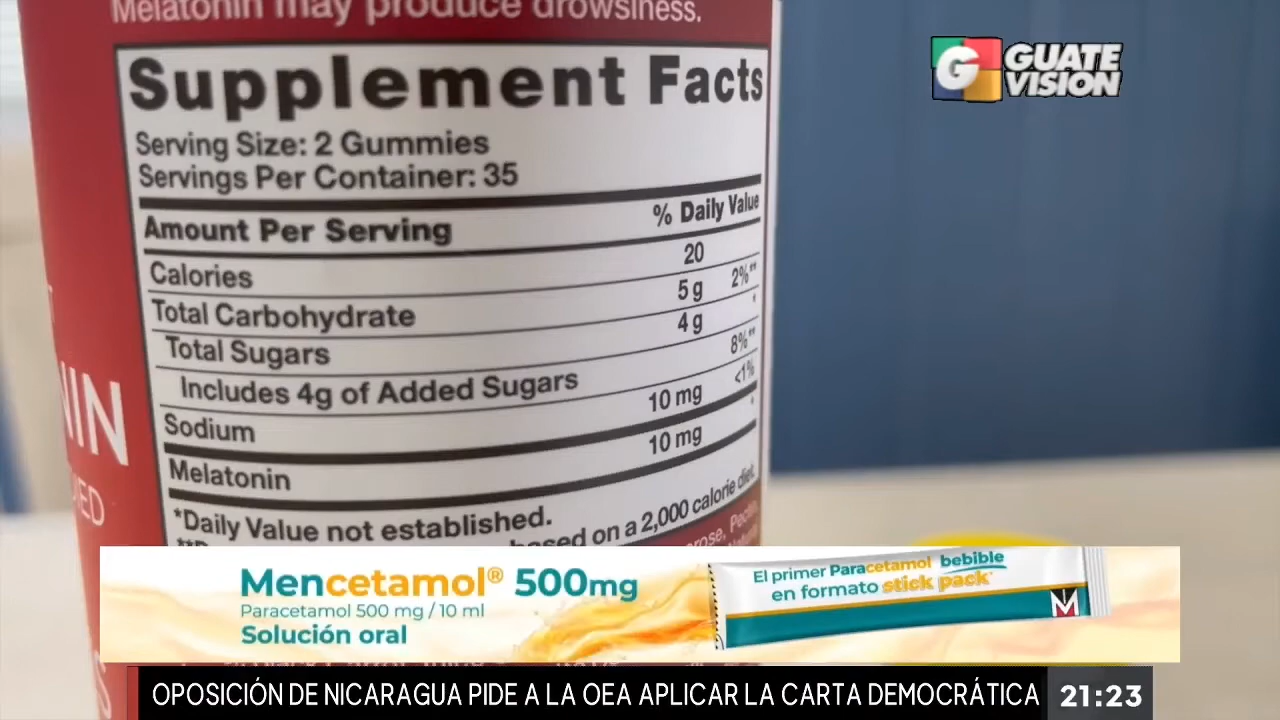 Melatonin may produce drowsiness.
GUATE
VISION
Supplement Facts
Serving Size: 2 Gummies
Servings Per Container: 35
Amount Per Serving % Daily Value
Calories 20
Total Carbohydrate 5 g 2%**
Total Sugars 4 g *
Includes 4g of Added Sugars 8%**
Sodium 10 mg <1%
Melatonin 10 mg *
*Daily Value not established.
based on a 2,000 calorie diet.
NIN
Mencetamol® 500mg
Paracetamol 500 mg / 10 ml
Solución oral
El primer Paracetamol bebible
en formato stick pack
OPOSICIÓN DE NICARAGUA PIDE A LA OEA APLICAR LA CARTA DEMOCRÁTICA 21:23